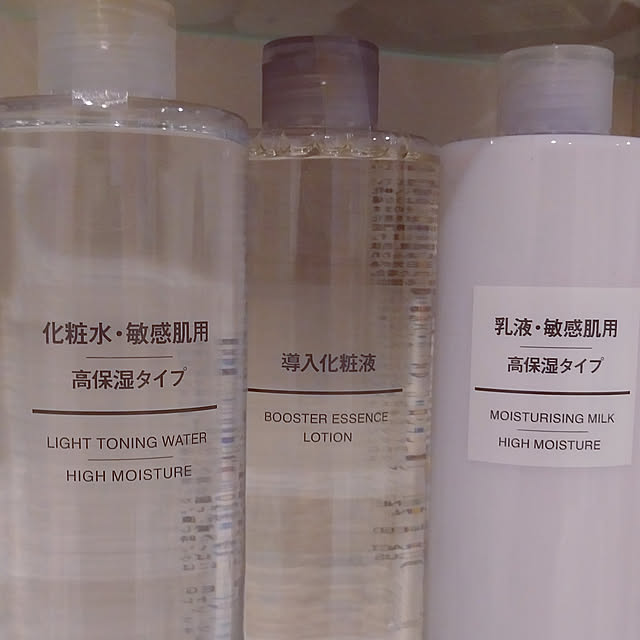 化粧水・敏感肌用
高保湿タイプ
LIGHT TONING WATER
HIGH MOISTURE
導入化粧液
BOOSTER ESSENCE
LOTION
乳液・敏感肌用
高保湿タイプ
MOISTURISING MILK
HIGH MOISTURE